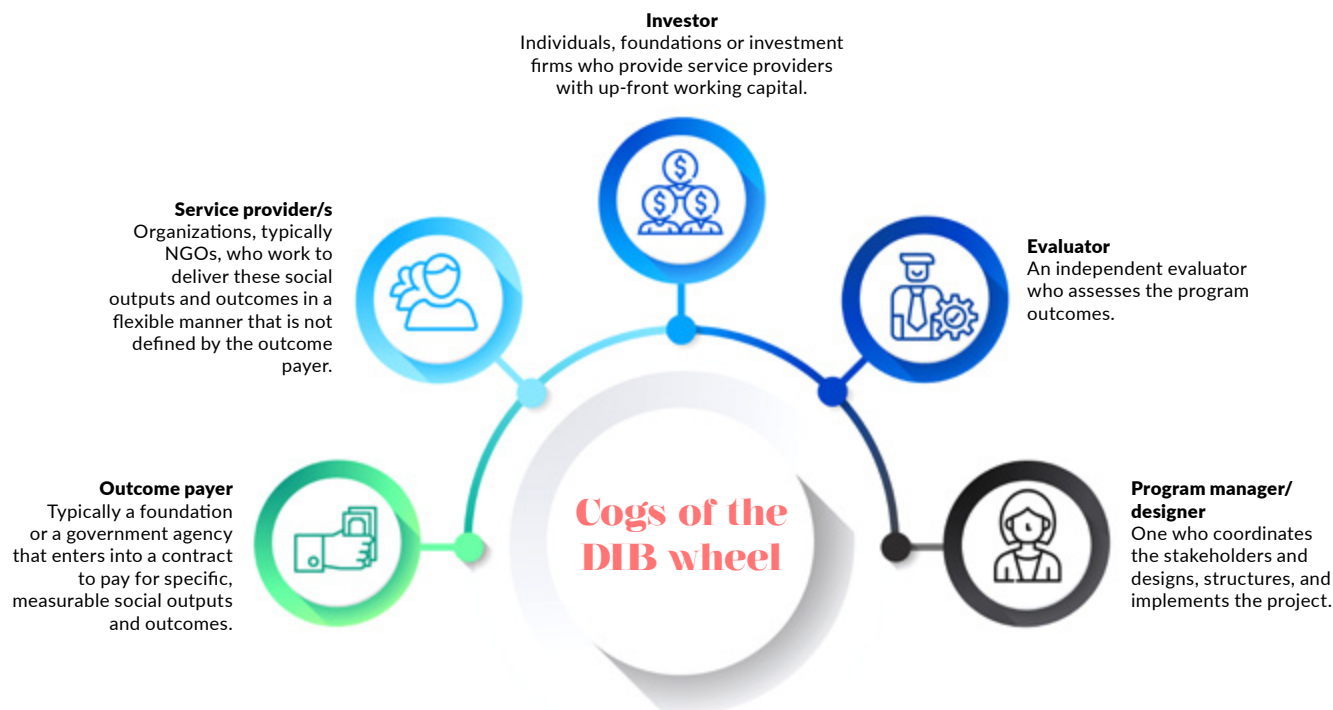 Investor
Individuals, foundations or investment
firms who provide service providers
with up-front working capital.
Service provider/s
Organizations, typically
NGOs, who work to
deliver these social
outputs and outcomes in a
flexible manner that is not
defined by the outcome
payer.
Evaluator
An independent evaluator
who assesses the program
outcomes.
Outcome payer
Typically a foundation
or a government agency
that enters into a contract
to pay for specific,
measurable social outputs
and outcomes.
Cogs of the
DIB wheel
Program manager/
designer
One who coordinates
the stakeholders and
designs, structures, and
implements the project.